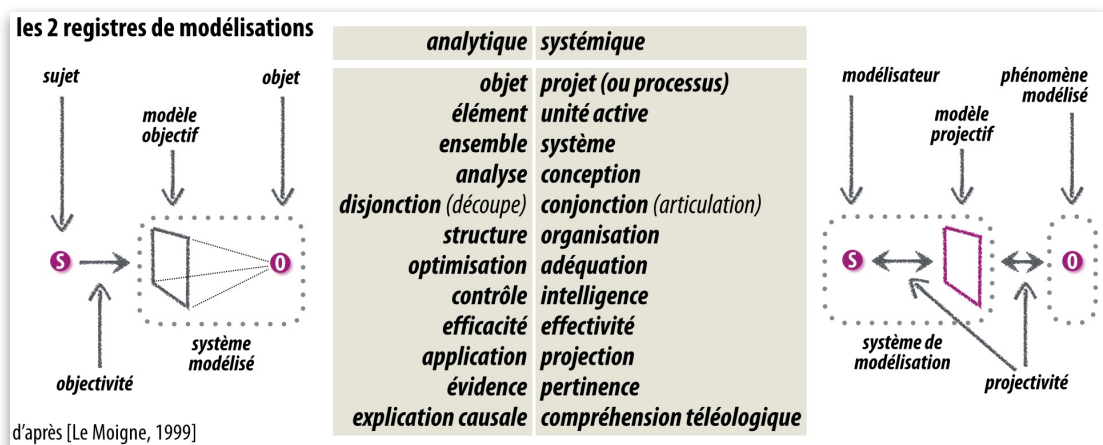 les 2 registres de modélisations
sujet
objet
modèle
objectif
S
O
système
modélisé
objectivité
d'après [Le Moigne, 1999]
analytique systémique
objet projet (ou processus)
élément unité active
ensemble système
analyse conception
disjonction (découpe) conjonction (articulation)
structure organisation
optimisation adéquation
contrôle intelligence
efficacité effectivité
application projection
évidence pertinence
explication causale compréhension téléologique
modélisateur
phénomène
modélisé
modèle
projectif
S
O
système de
modélisation
projectivité